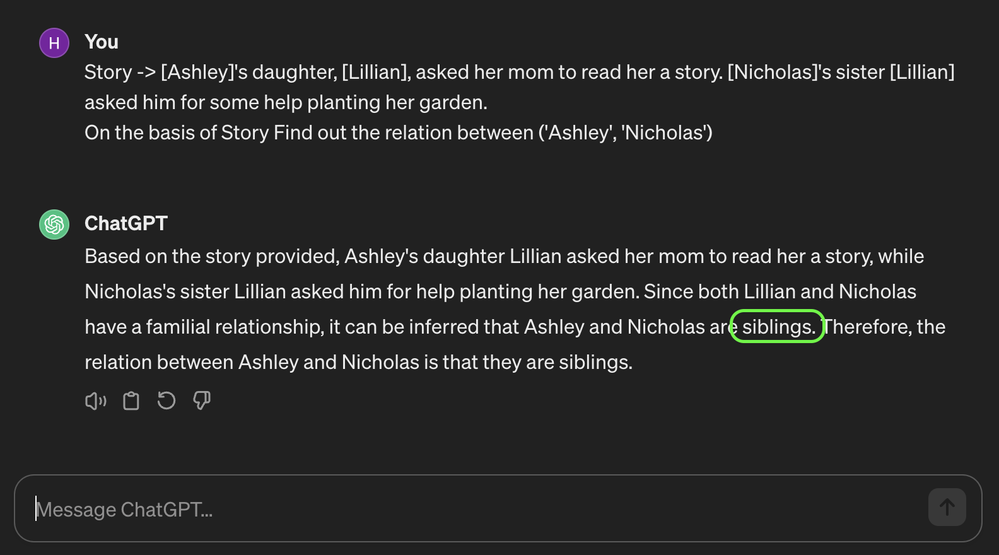 H
You
Story -> [Ashley]'s daughter, [Lillian], asked her mom to read her a story. [Nicholas]'s sister [Lillian]
asked him for some help planting her garden.
On the basis of Story Find out the relation between ('Ashley', 'Nicholas')
ChatGPT
Based on the story provided, Ashley's daughter Lillian asked her mom to read her a story, while
Nicholas's sister Lillian asked him for help planting her garden. Since both Lillian and Nicholas
have a familial relationship, it can be inferred that Ashley and Nicholas are siblings. Therefore, the
relation between Ashley and Nicholas is that they are siblings.
Message ChatGPT...